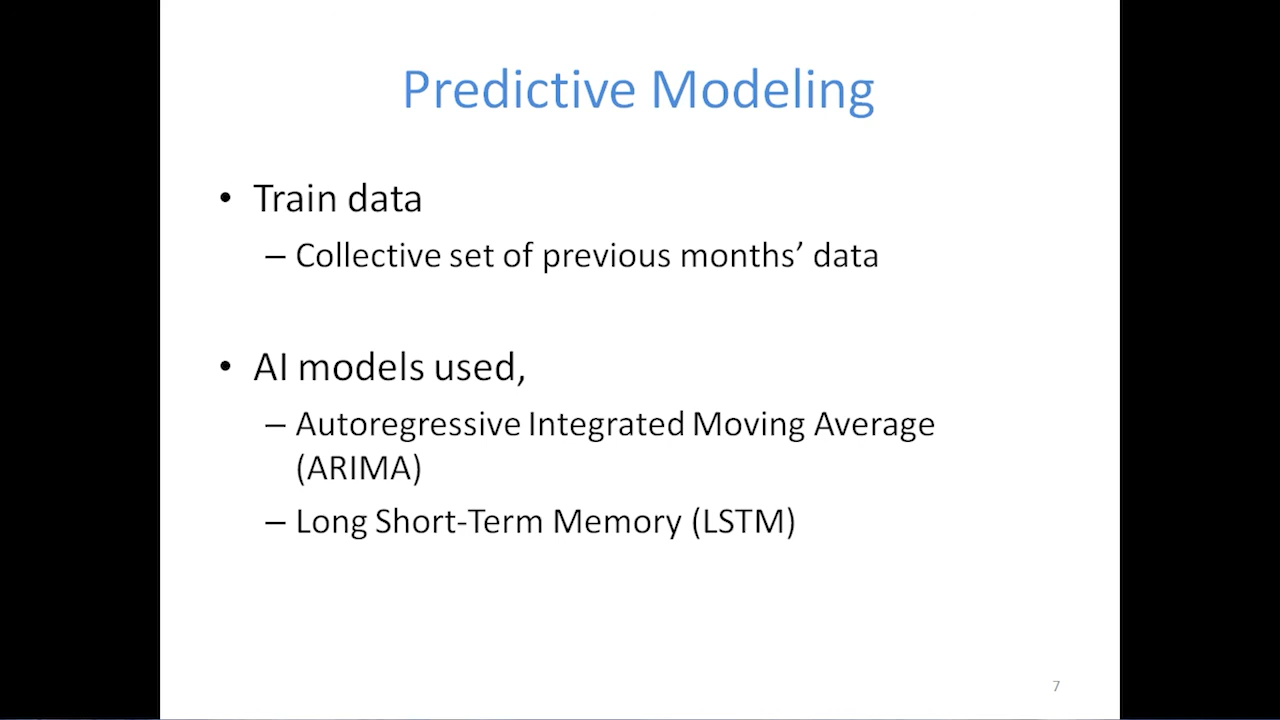 Predictive Modeling
• Train data
– Collective set of previous months’ data
• AI models used,
– Autoregressive Integrated Moving Average
(ARIMA)
– Long Short-Term Memory (LSTM)
7